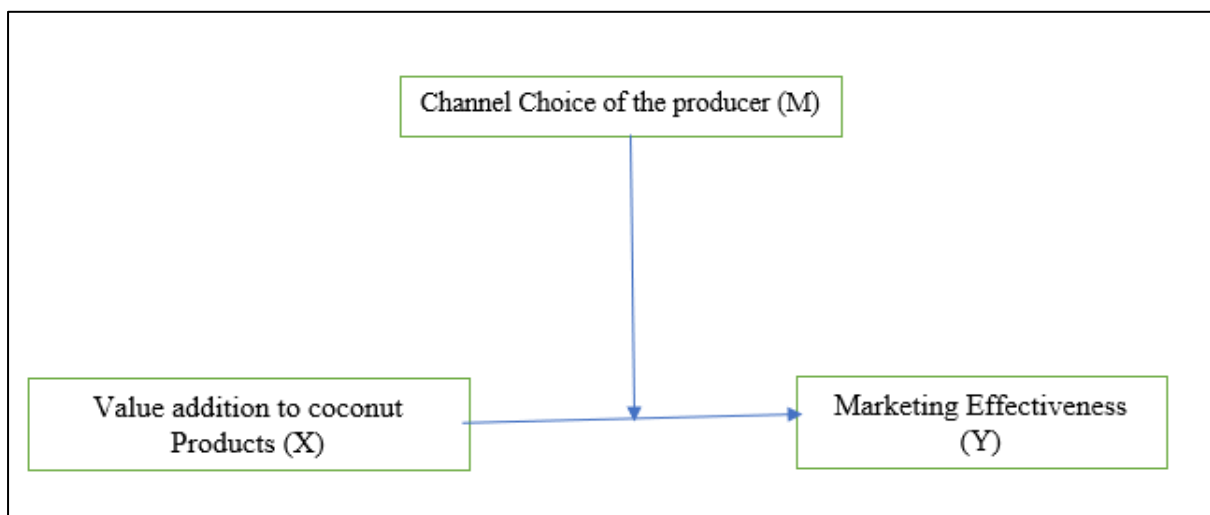 Channel Choice of the producer (M)
Value addition to coconut
Products (X)
Marketing Effectiveness
(Y)